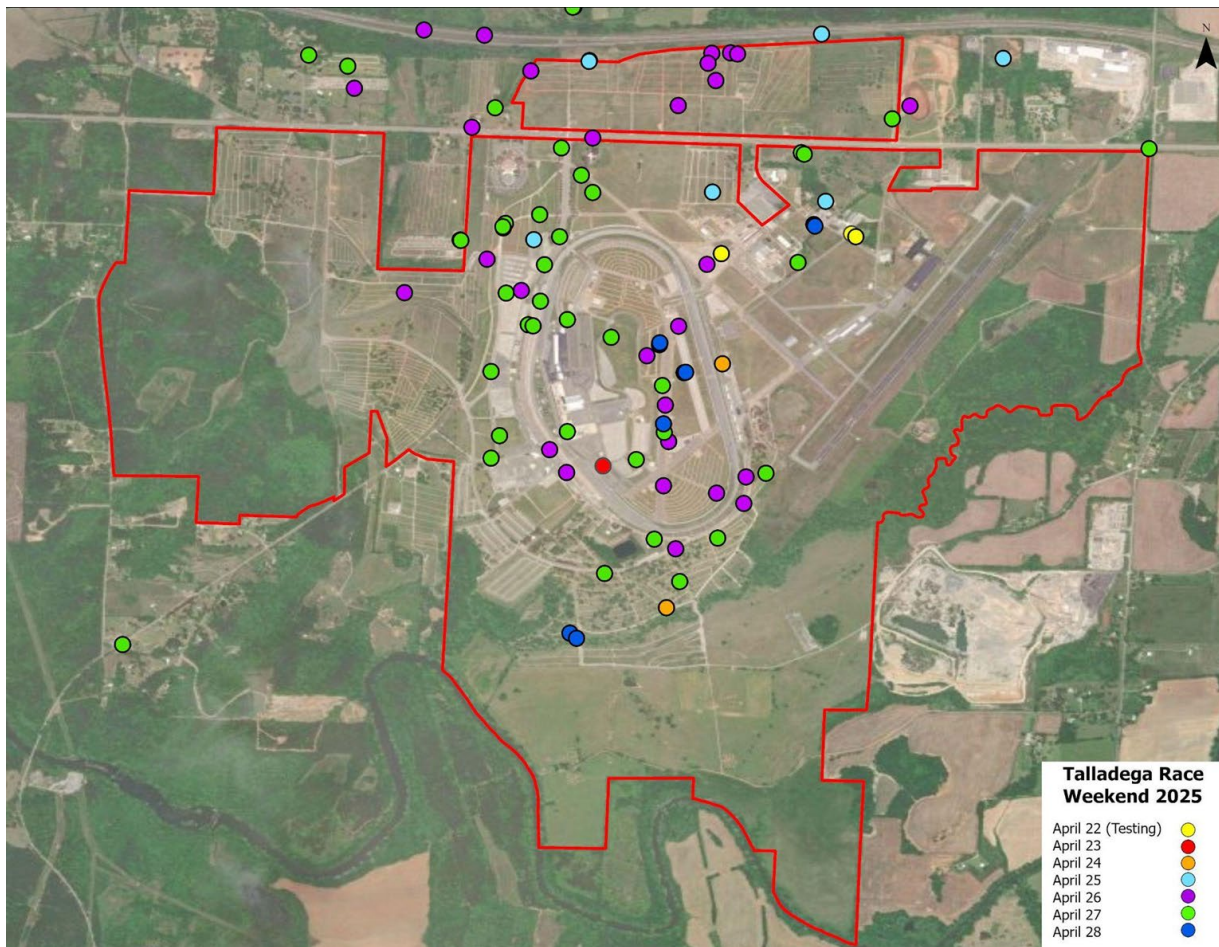 N
Talladega Race
Weekend 2025
April 22 (Testing)
April 23
April 24
April 25
April 26
April 27
April 28